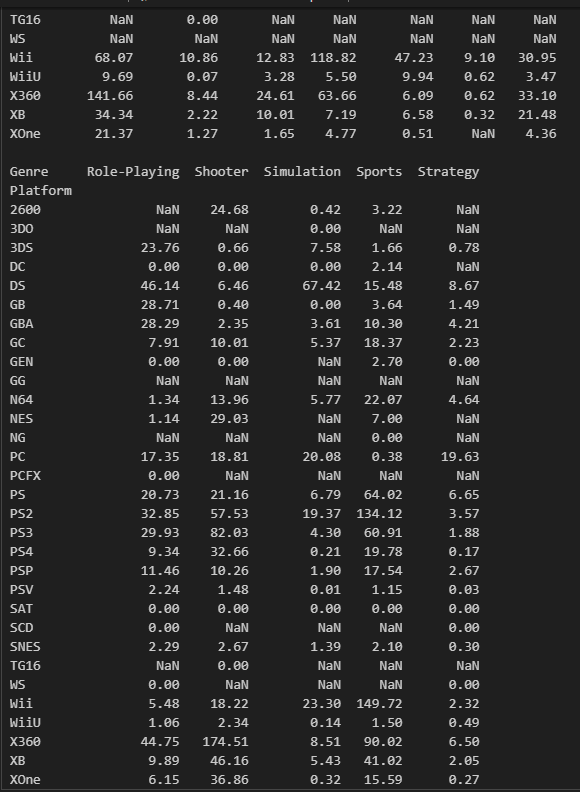 TG16 NaN 0.00 NaN NaN NaN NaN NaN
WS NaN NaN NaN NaN NaN NaN NaN
Wii 68.07 10.86 12.83 118.82 47.23 9.10 30.95
WiiU 9.69 0.07 3.28 5.50 9.94 0.62 3.47
X360 141.66 8.44 24.61 63.66 6.09 0.62 33.10
XB 34.34 2.22 10.01 7.19 6.58 0.32 21.48
XOne 21.37 1.27 1.65 4.77 0.51 NaN 4.36
Genre Role-Playing Shooter Simulation Sports Strategy
Platform
2600 NaN 24.68 0.42 3.22 NaN
3DO NaN NaN 0.00 NaN NaN
3DS 23.76 0.66 7.58 1.66 0.78
DC 0.00 0.00 0.00 2.14 NaN
DS 46.14 6.46 67.42 15.48 8.67
GB 28.71 0.40 0.00 3.64 1.49
GBA 28.29 2.35 3.61 10.30 4.21
GC 7.91 10.01 5.37 18.37 2.23
GEN 0.00 0.00 NaN 2.70 0.00
GG NaN NaN NaN NaN NaN
N64 1.34 13.96 5.77 22.07 4.64
NES 1.14 29.03 NaN 7.00 NaN
NG NaN NaN NaN 0.00 NaN
PC 17.35 18.81 20.08 0.38 19.63
PCFX 0.00 NaN NaN NaN NaN
PS 20.73 21.16 6.79 64.02 6.65
PS2 32.85 57.53 19.37 134.12 3.57
PS3 29.93 82.03 4.30 60.91 1.88
PS4 9.34 32.66 0.21 19.78 0.17
PSP 11.46 10.26 1.90 17.54 2.67
PSV 2.24 1.48 0.01 1.15 0.03
SAT 0.00 0.00 0.00 0.00 0.00
SCD 0.00 NaN NaN NaN 0.00
SNES 2.29 2.67 1.39 2.10 0.30
TG16 NaN 0.00 NaN NaN NaN
WS 0.00 NaN NaN NaN 0.00
Wii 5.48 18.22 23.30 149.72 2.32
WiiU 1.06 2.34 0.14 1.50 0.49
X360 44.75 174.51 8.51 90.02 6.50
XB 9.89 46.16 5.43 41.02 2.05
XOne 6.15 36.86 0.32 15.59 0.27